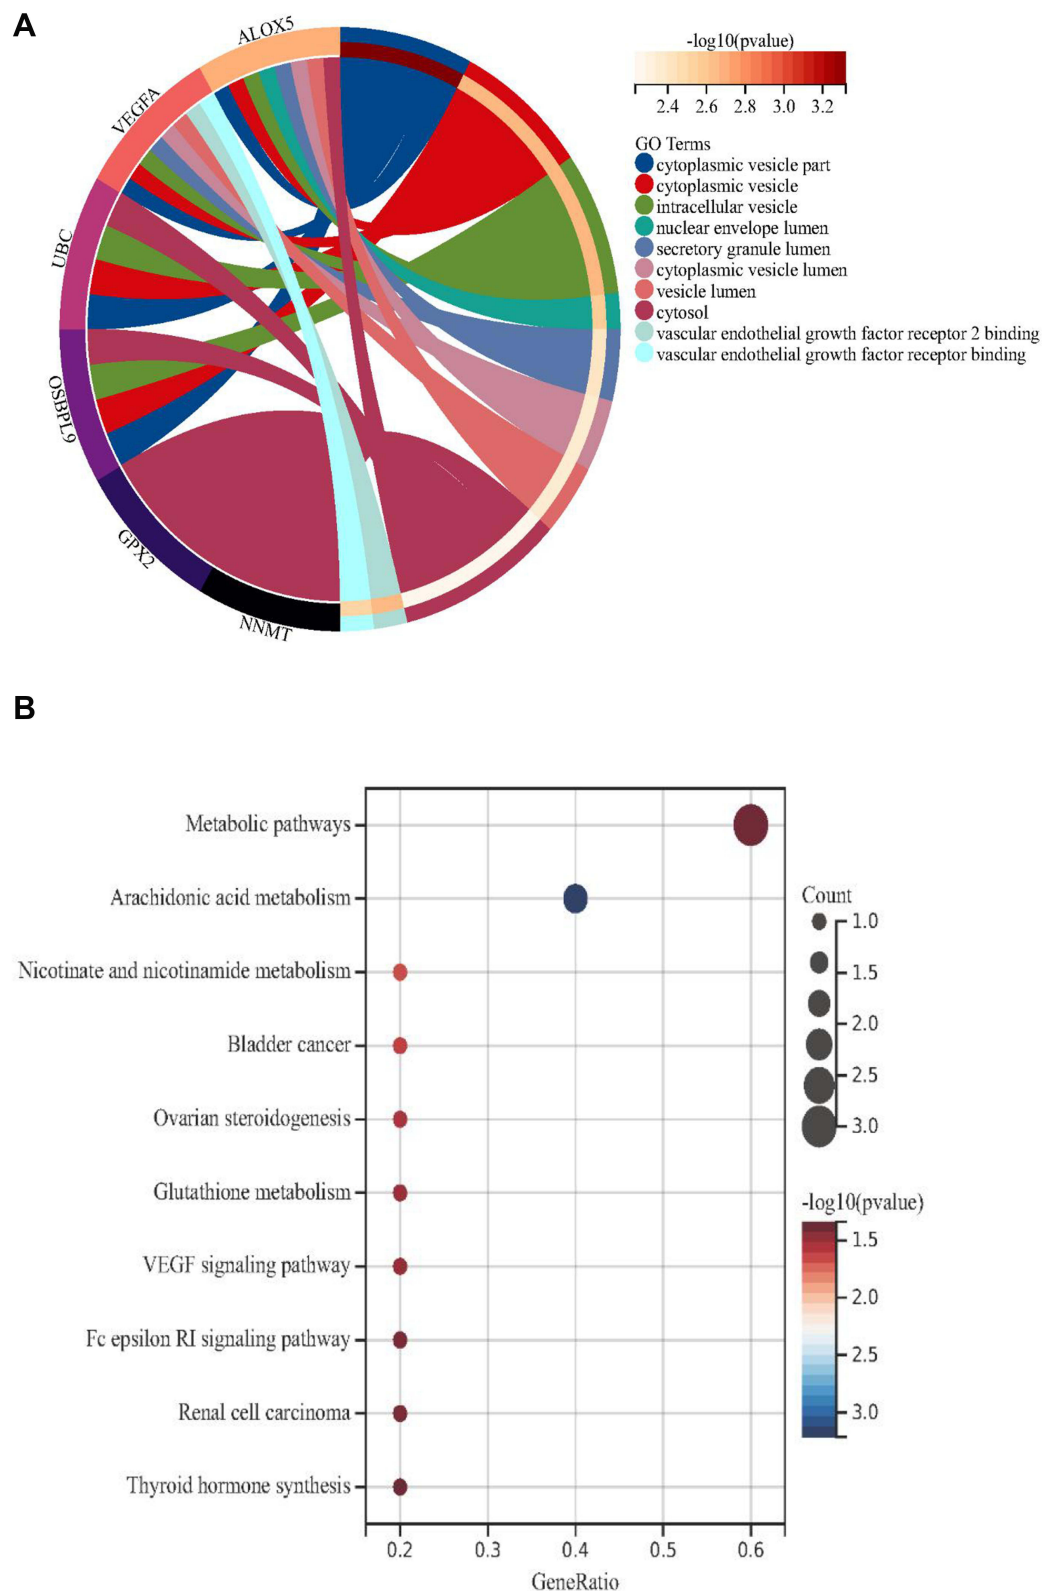 A
ALOX5
VEGFA
UBC
OSBPL9
GPX2
NNMT
-log10(pvalue)
2.4 2.6 2.8 3.0 3.2
GO Terms
cytoplasmic vesicle part
cytoplasmic vesicle
intracellular vesicle
nuclear envelope lumen
secretory granule lumen
cytoplasmic vesicle lumen
vesicle lumen
cytosol
vascular endothelial growth factor receptor 2 binding
vascular endothelial growth factor receptor binding
B
Metabolic pathways
Arachidonic acid metabolism
Nicotinate and nicotinamide metabolism
Bladder cancer
Ovarian steroidogenesis
Glutathione metabolism
VEGF signaling pathway
Fc epsilon RI signaling pathway
Renal cell carcinoma
Thyroid hormone synthesis
0.2 0.3 0.4 0.5 0.6
GeneRatio
Count
1.0
1.5
2.0
2.5
3.0
-log10(pvalue)
1.5
2.0
2.5
3.0